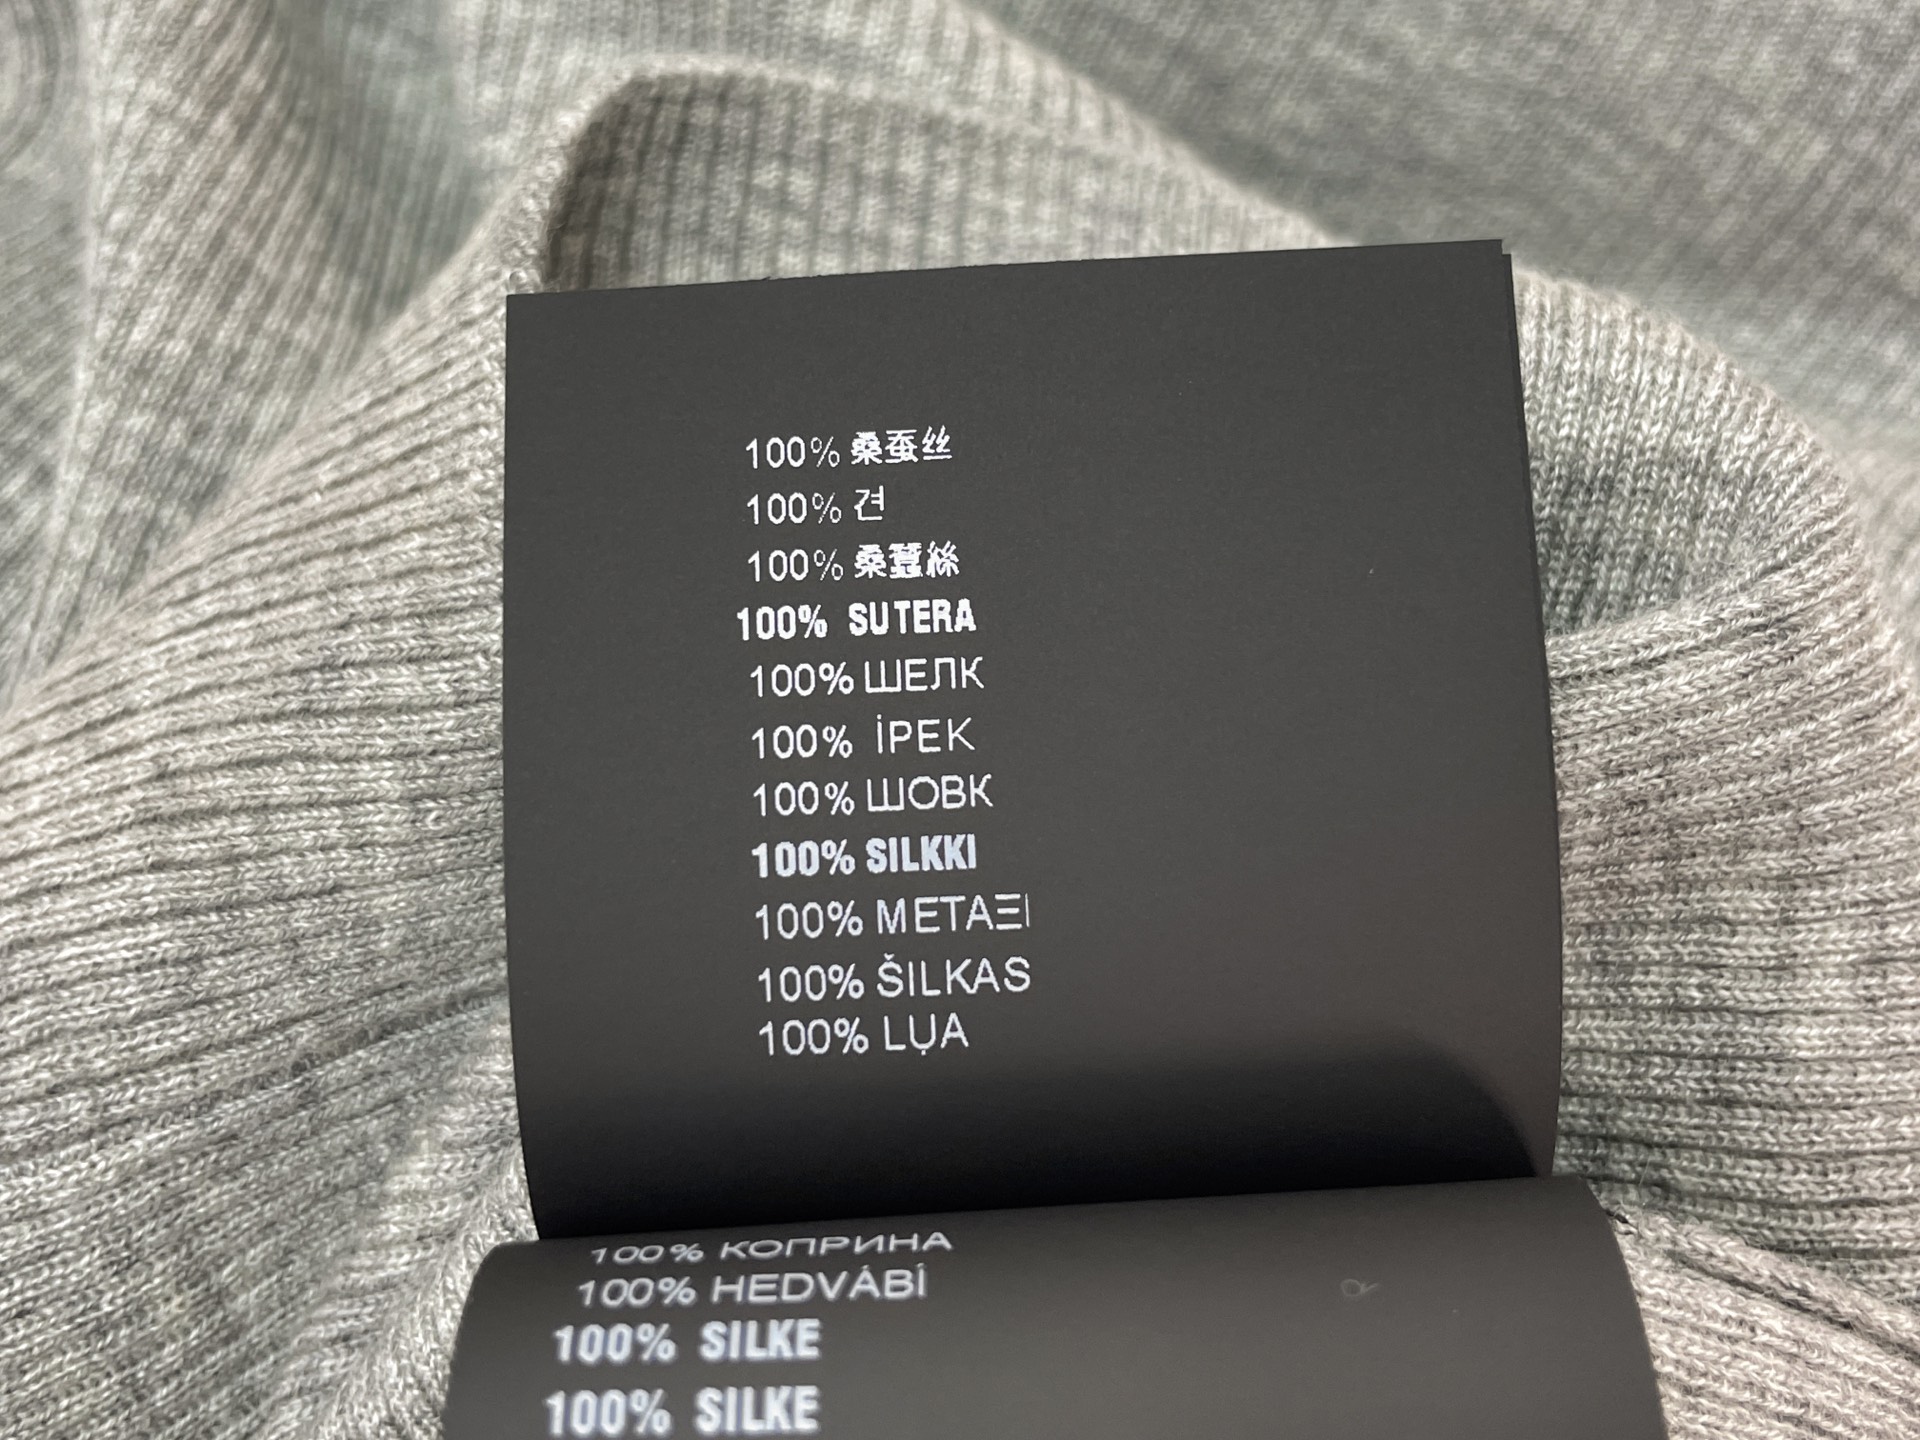 100% 桑蚕丝
100% 견
100% 桑蠶絲
100% SUTERA
100% ШЕЛК
100% İPEK
100% ШОВК
100% SILKKI
100% ΜΕΤΑΞΙ
100% ŠILKAS
100% LỤA
100% КОПРИНА
100% HEDVÁBÍ
100% SILKE
100% SILKE